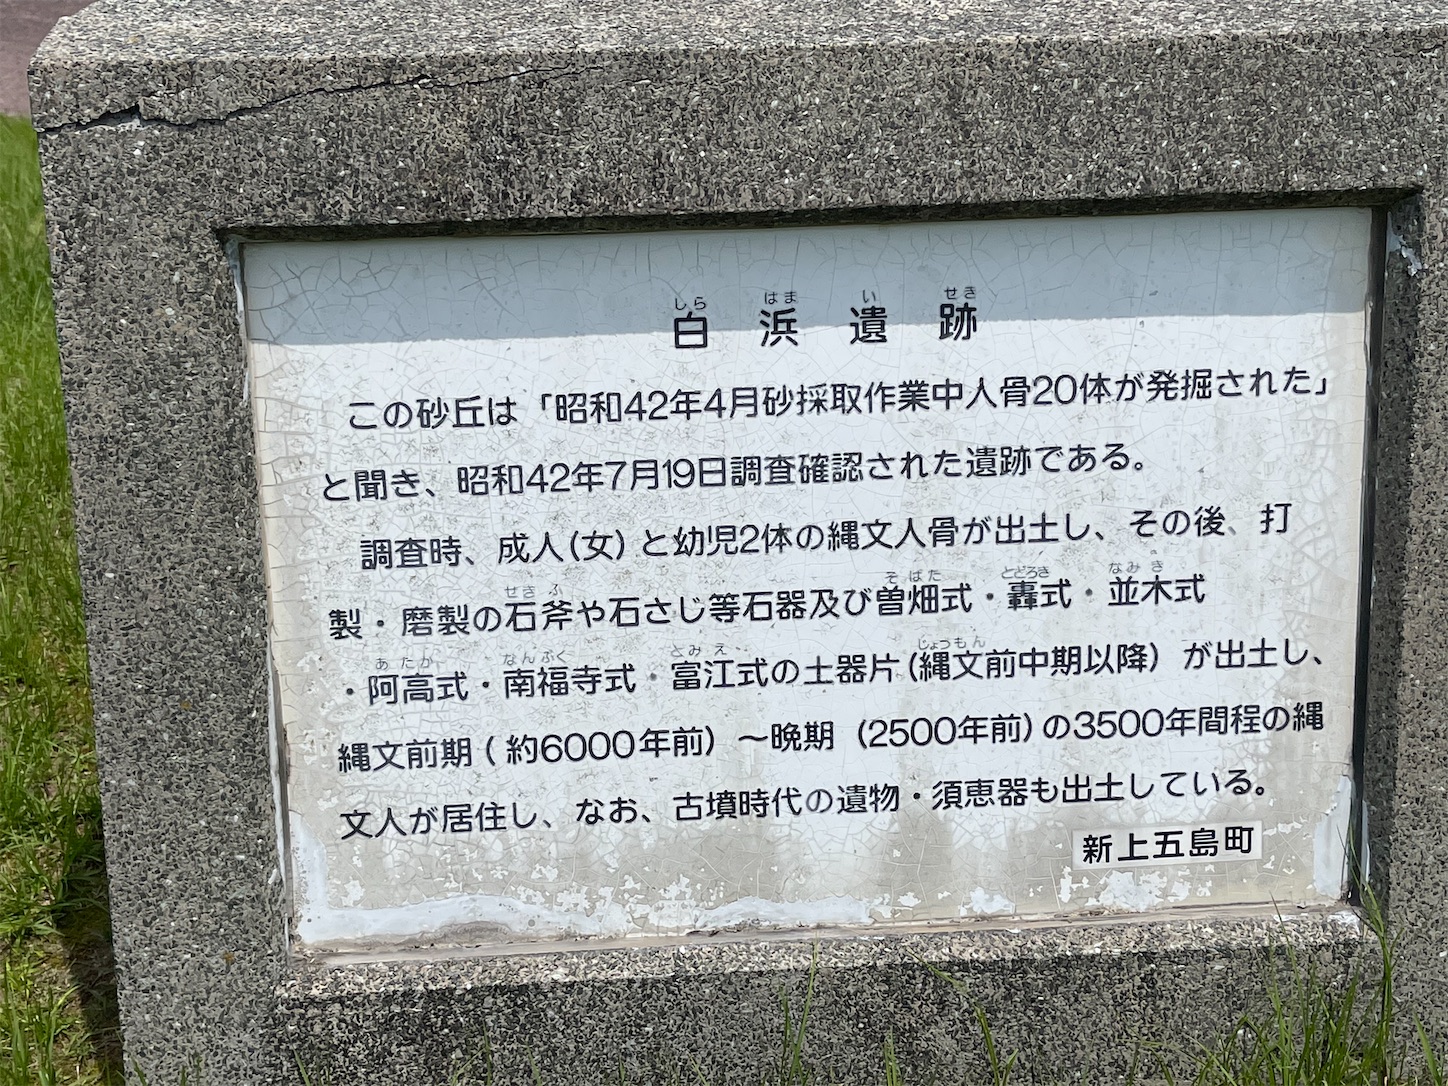 しら はま い せき
白浜遺跡
この砂丘は「昭和42年4月砂採取作業中人骨20体が発掘された」
と聞き、昭和42年7月19日調査確認された遺跡である。
調査時、成人(女)と幼児2体の縄文人骨が出土し、その後、打
せきふ そばた とどろき なみき
製・磨製の石斧や石さじ等石器及び曽畑式・轟式・並木式
あたか なんぶく とみえ じょうもん
・阿高式・南福寺式・富江式の土器片(縄文前中期以降)が出土し、
縄文前期(約6000年前)～晩期(2500年前)の3500年間程の縄
文人が居住し、なお、古墳時代の遺物・須恵器も出土している。
新上五島町